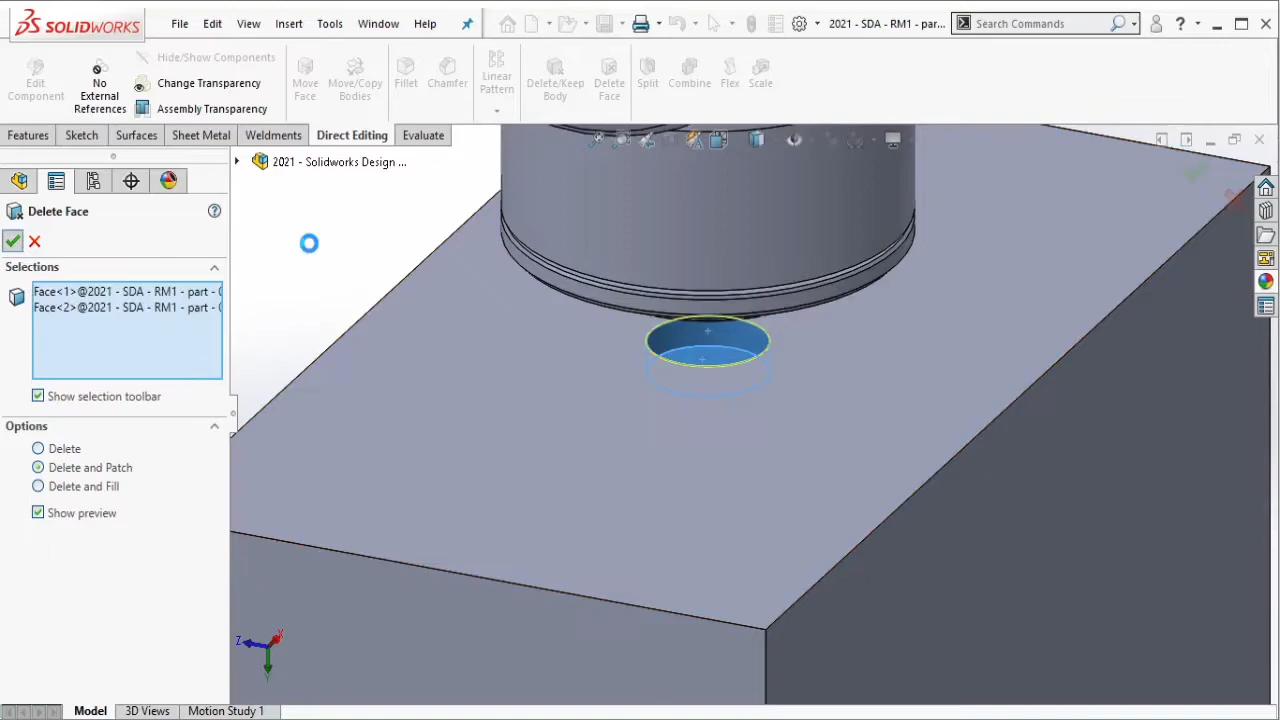 SOLIDWORKS
File Edit View Insert Tools Window Help
2021 - SDA - RM1 - par...
Search Commands
Edit Component
No External References
Hide/Show Components
Change Transparency
Assembly Transparency
Move Face
Move/Copy Bodies
Fillet
Chamfer
Linear Pattern
Delete/Keep Body
Delete Face
Split
Combine
Flex
Scale
Features Sketch Surfaces Sheet Metal Weldments Direct Editing Evaluate
2021 - Solidworks Design ...
Delete Face
Selections
Face<1>@2021 - SDA - RM1 - part -
Face<2>@2021 - SDA - RM1 - part -
Show selection toolbar
Options
Delete
Delete and Patch
Delete and Fill
Show preview
Z X
Y
Model 3D Views Motion Study 1